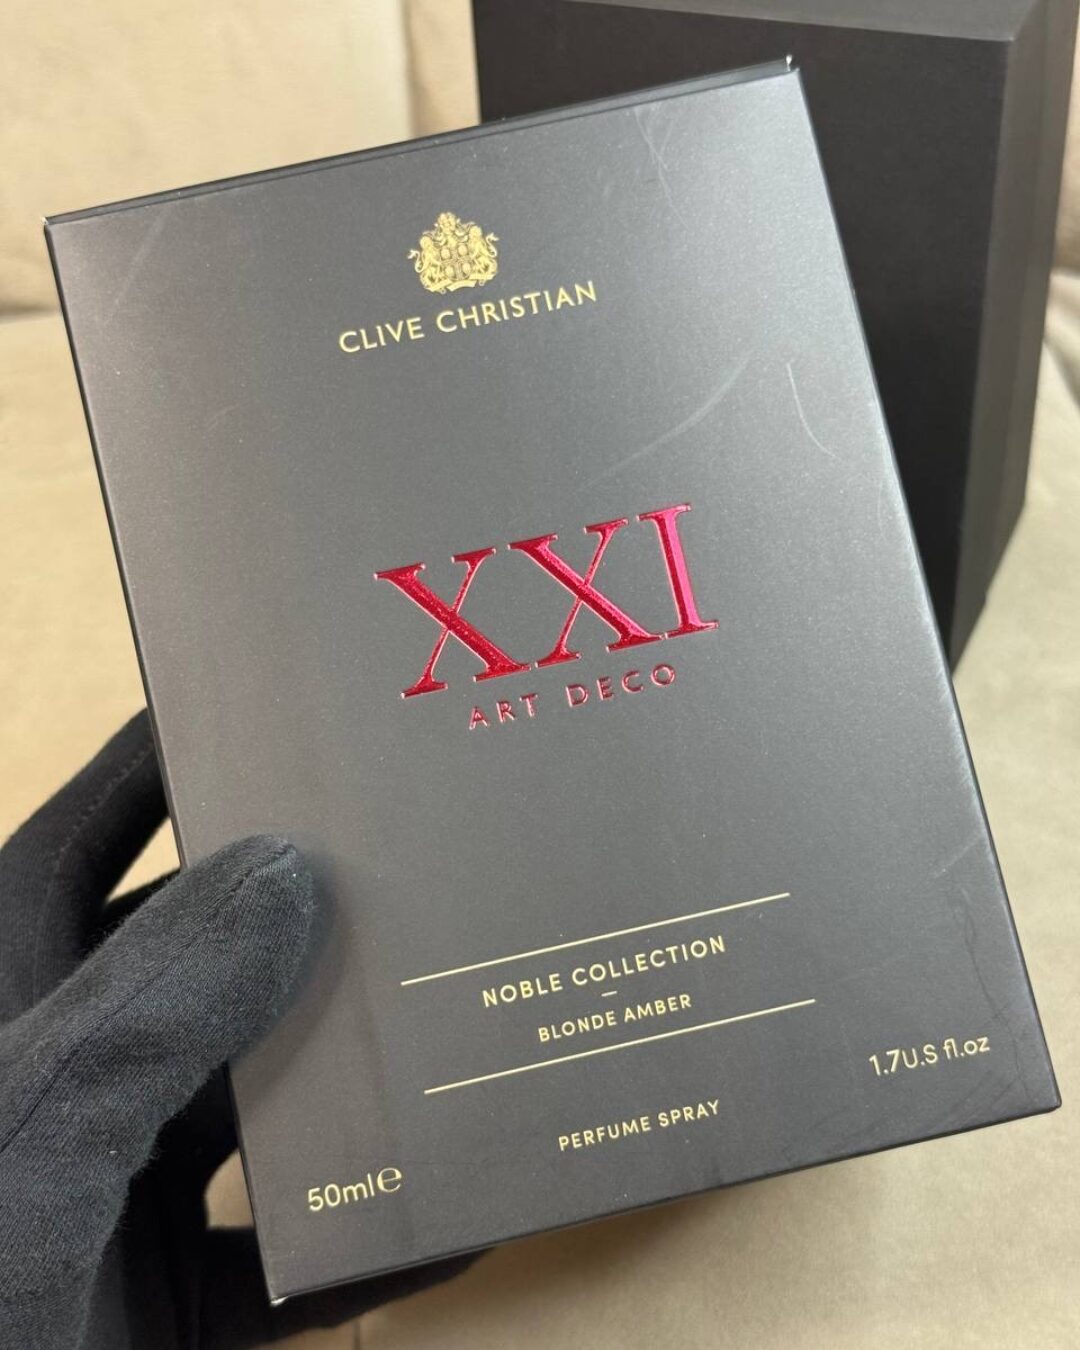 CLIVE CHRISTIAN
XXI
ART DECO
NOBLE COLLECTION
–
BLONDE AMBER
1.7U.S fl.oz
PERFUME SPRAY
50ml℮